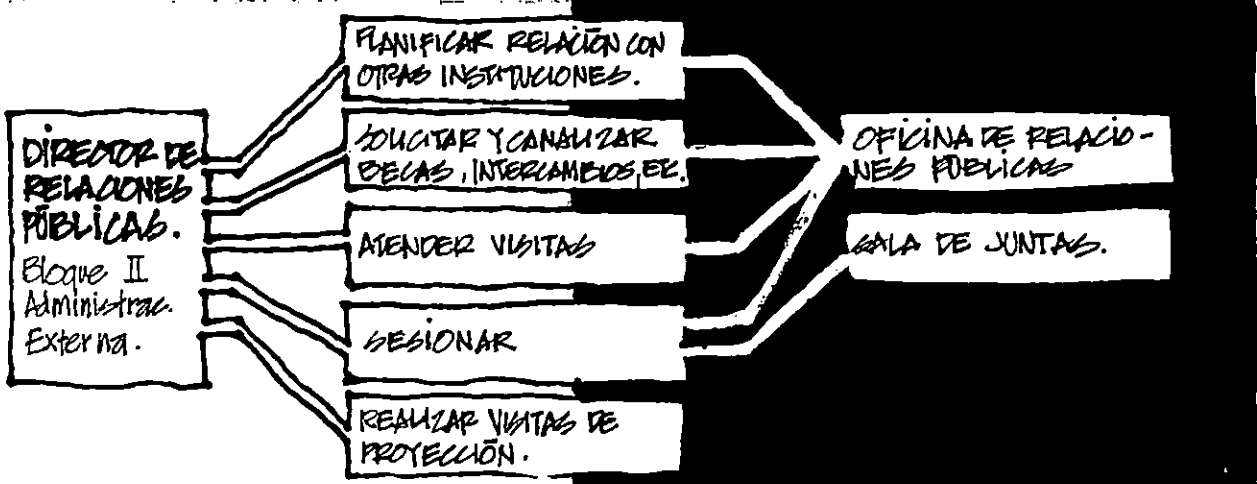 DIRECTOR DE
RELACIONES
PÚBLICAS.
Bloque II
Administrac.
Externa.
PLANIFICAR RELACIÓN CON
OTRAS INSTITUCIONES.
SOLICITAR Y CANALIZAR
BECAS, INTERCAMBIOS, ETC.
ATENDER VISITAS
SESIONAR
REALIZAR VISITAS DE
PROYECCIÓN.
OFICINA DE RELACIO-
NES PÚBLICAS
SALA DE JUNTAS.